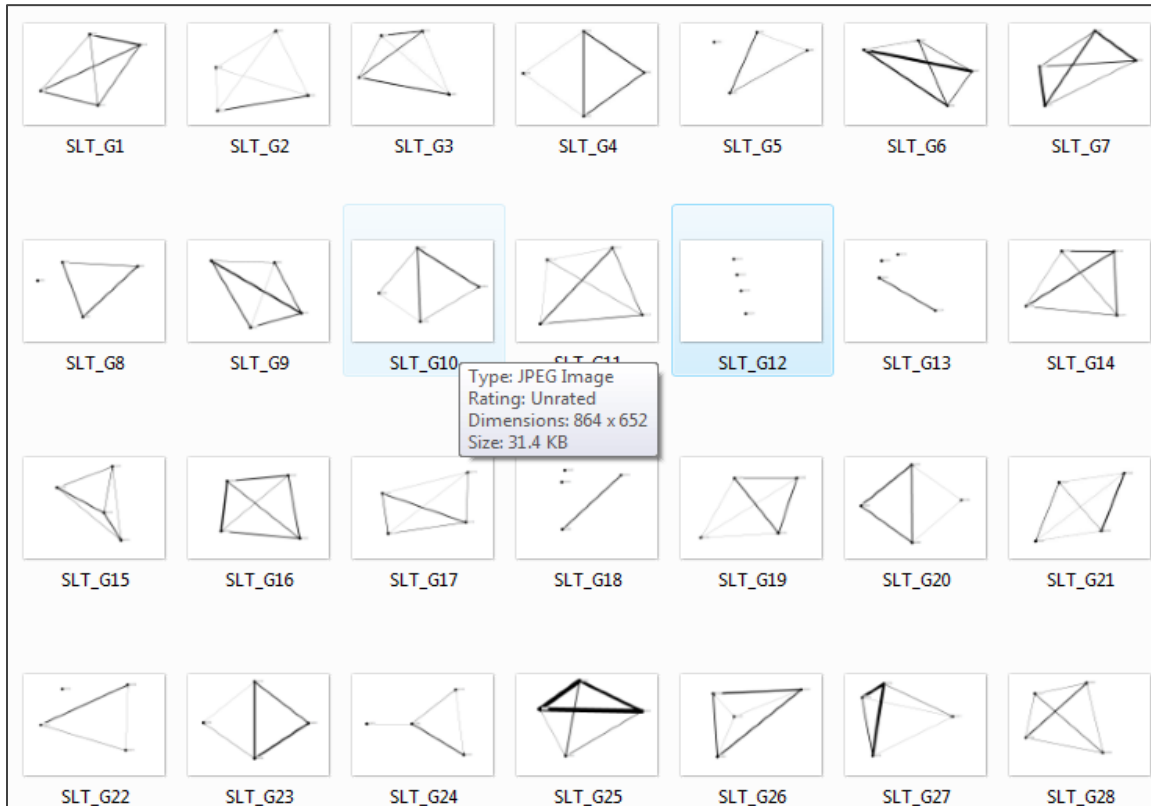 SLT_G1 SLT_G2 SLT_G3 SLT_G4 SLT_G5 SLT_G6 SLT_G7
SLT_G8 SLT_G9 SLT_G10 SLT_G11 SLT_G12 SLT_G13 SLT_G14
Type: JPEG Image
Rating: Unrated
Dimensions: 864 x 652
Size: 31.4 KB
SLT_G15 SLT_G16 SLT_G17 SLT_G18 SLT_G19 SLT_G20 SLT_G21
SLT_G22 SLT_G23 SLT_G24 SLT_G25 SLT_G26 SLT_G27 SLT_G28